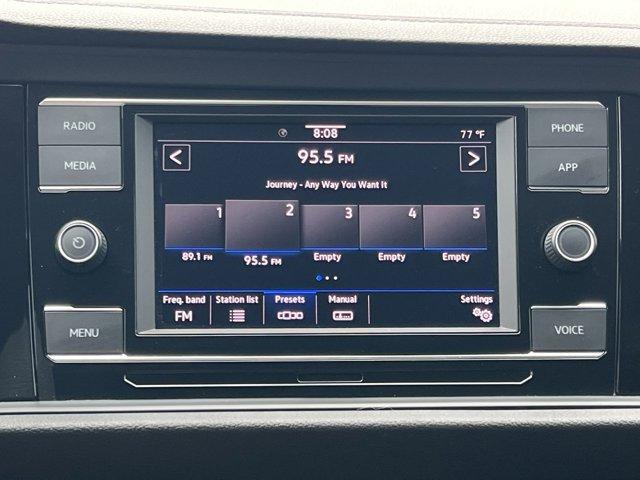 RADIO
MEDIA
MENU
8:08
77 °F
95.5 FM
Journey - Any Way You Want It
1 2 3 4 5
89.1 FM 95.5 FM Empty Empty Empty
Freq. band Station list Presets Manual Settings
FM
PHONE
APP
VOICE